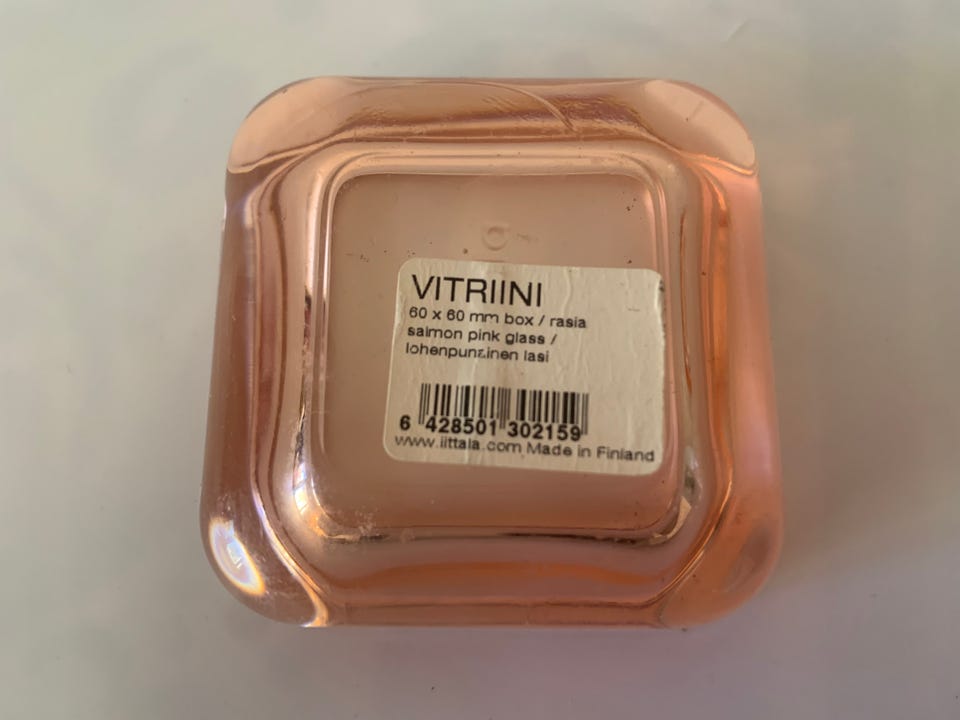 VITRIINI
60 x 60 mm box / rasia
salmon pink glass /
lohenpunainen lasi
6 428501 302159
www.iittala.com Made in Finland